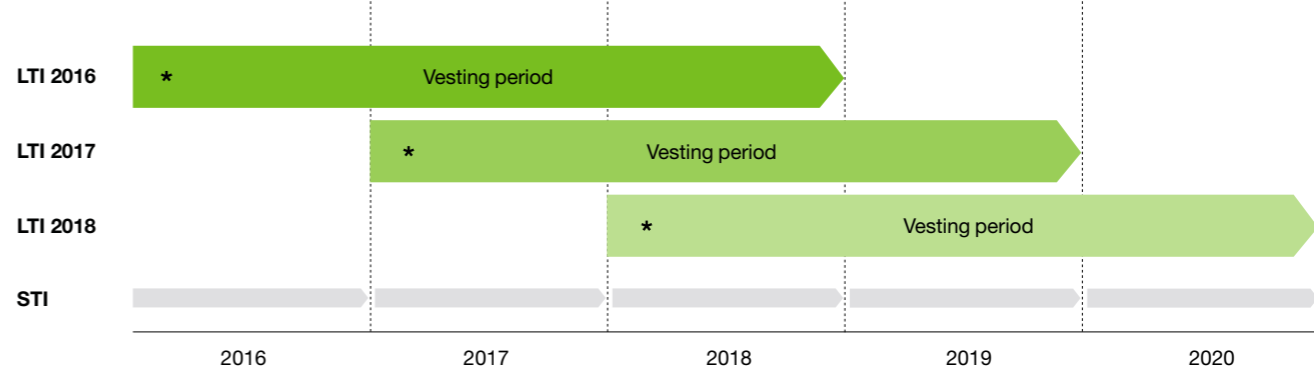 LTI 2016 * Vesting period
LTI 2017 * Vesting period
LTI 2018 * Vesting period
STI
2016 2017 2018 2019 2020